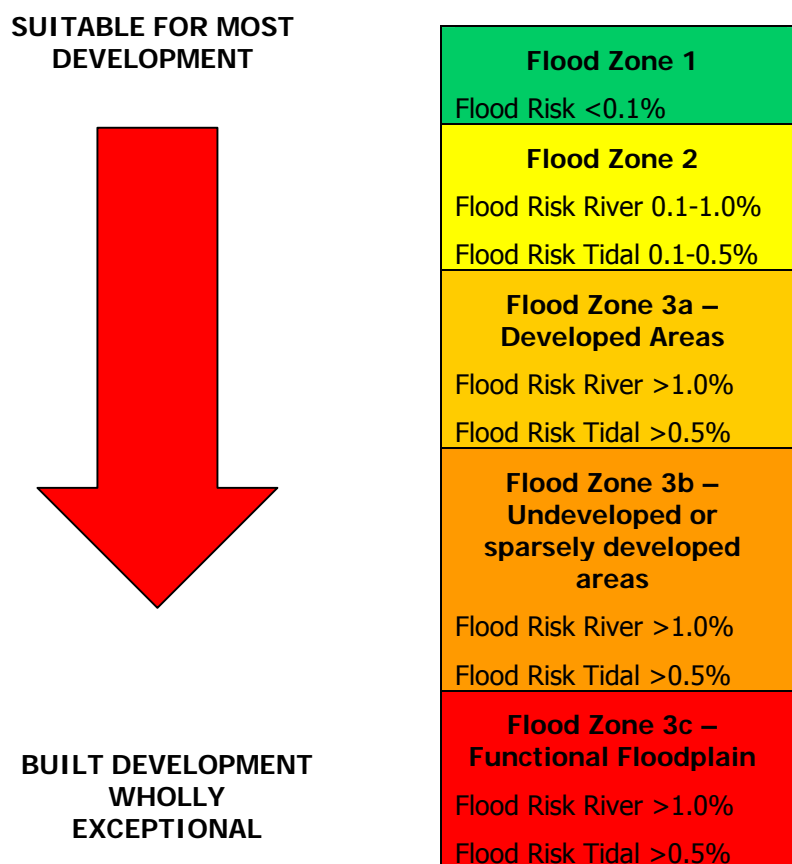 SUITABLE FOR MOST
DEVELOPMENT
Flood Zone 1
Flood Risk <0.1%
Flood Zone 2
Flood Risk River 0.1-1.0%
Flood Risk Tidal 0.1-0.5%
Flood Zone 3a –
Developed Areas
Flood Risk River >1.0%
Flood Risk Tidal >0.5%
Flood Zone 3b –
Undeveloped or
sparsely developed
areas
Flood Risk River >1.0%
Flood Risk Tidal >0.5%
BUILT DEVELOPMENT
WHOLLY
EXCEPTIONAL
Flood Zone 3c –
Functional Floodplain
Flood Risk River >1.0%
Flood Risk Tidal >0.5%